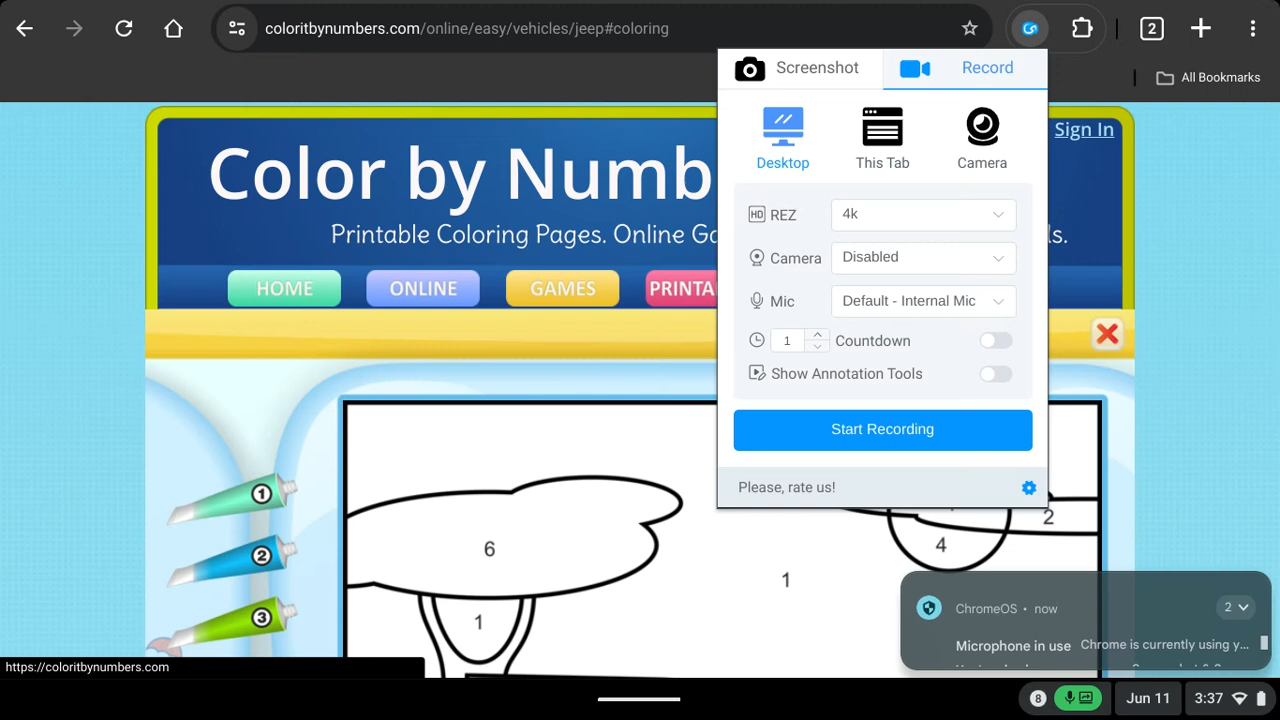 coloritbynumbers.com/online/easy/vehicles/jeep#coloring
2
All Bookmarks
Screenshot
Record
Desktop
This Tab
Camera
HD REZ
4k
Camera
Disabled
Mic
Default - Internal Mic
1
Countdown
Show Annotation Tools
Start Recording
Please, rate us!
Sign In
Color by Numb
Printable Coloring Pages. Online Ga
s.
HOME
ONLINE
GAMES
PRINTA
1
2
3
6
1
1
4
2
ChromeOS • now
2
Microphone in use Chrome is currently using y...
https://coloritbynumbers.com
8
Jun 11
3:37